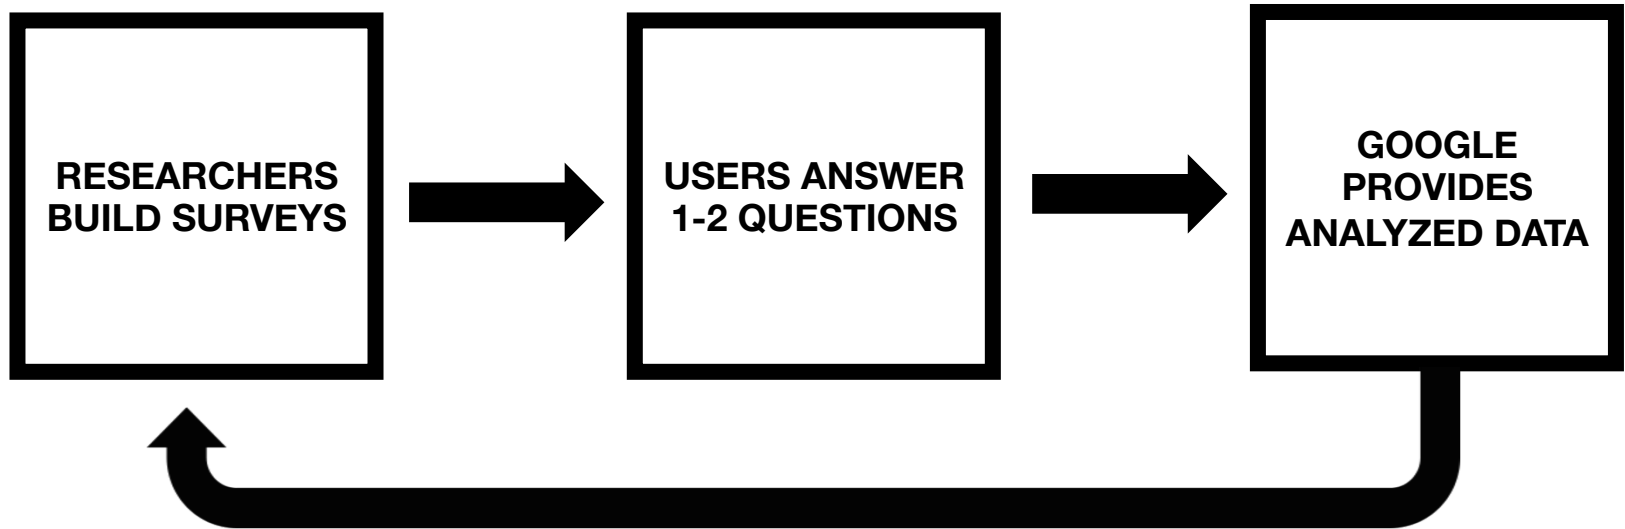 RESEARCHERS
BUILD SURVEYS
USERS ANSWER
1-2 QUESTIONS
GOOGLE
PROVIDES
ANALYZED DATA